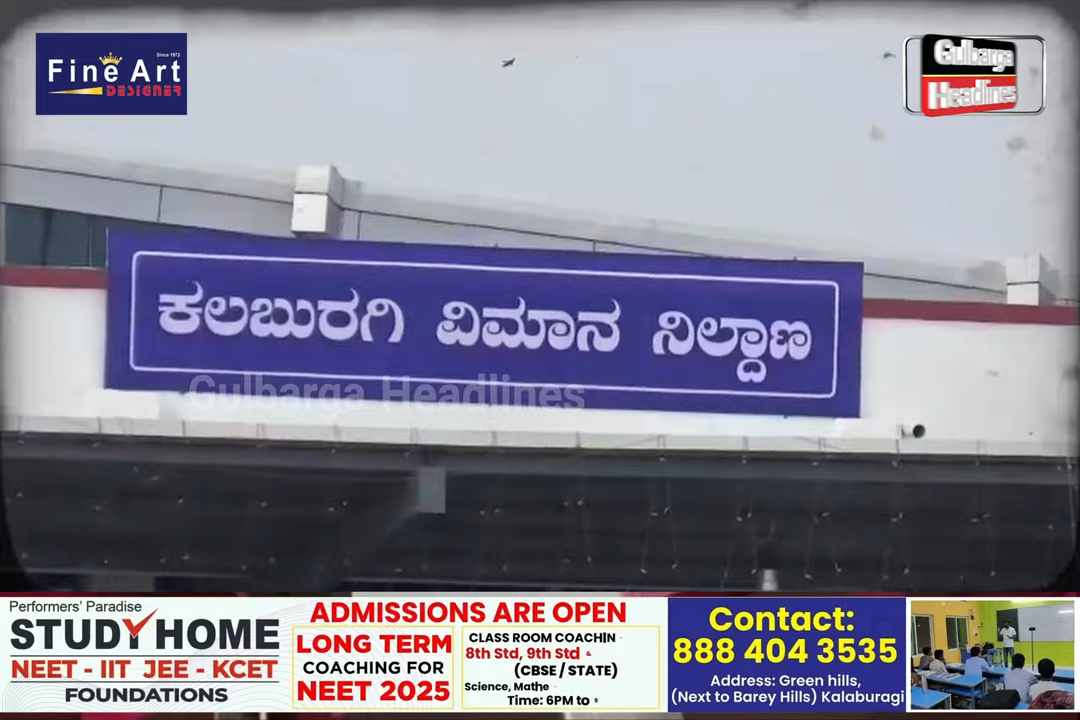 Since 1972
Fine Art
DESIGNER
Gulbarga
Headlines
ಕಲಬುರಗಿ ವಿಮಾನ ನಿಲ್ದಾಣ
Gulbarga Headlines
Performers' Paradise
STUDY HOME
NEET - IIT JEE - KCET
FOUNDATIONS
ADMISSIONS ARE OPEN
LONG TERM
COACHING FOR
NEET 2025
CLASS ROOM COACHIN
8th Std, 9th Std &
(CBSE / STATE)
Science, Mathe
Time: 6PM to
Contact:
888 404 3535
Address: Green hills,
(Next to Barey Hills) Kalaburagi